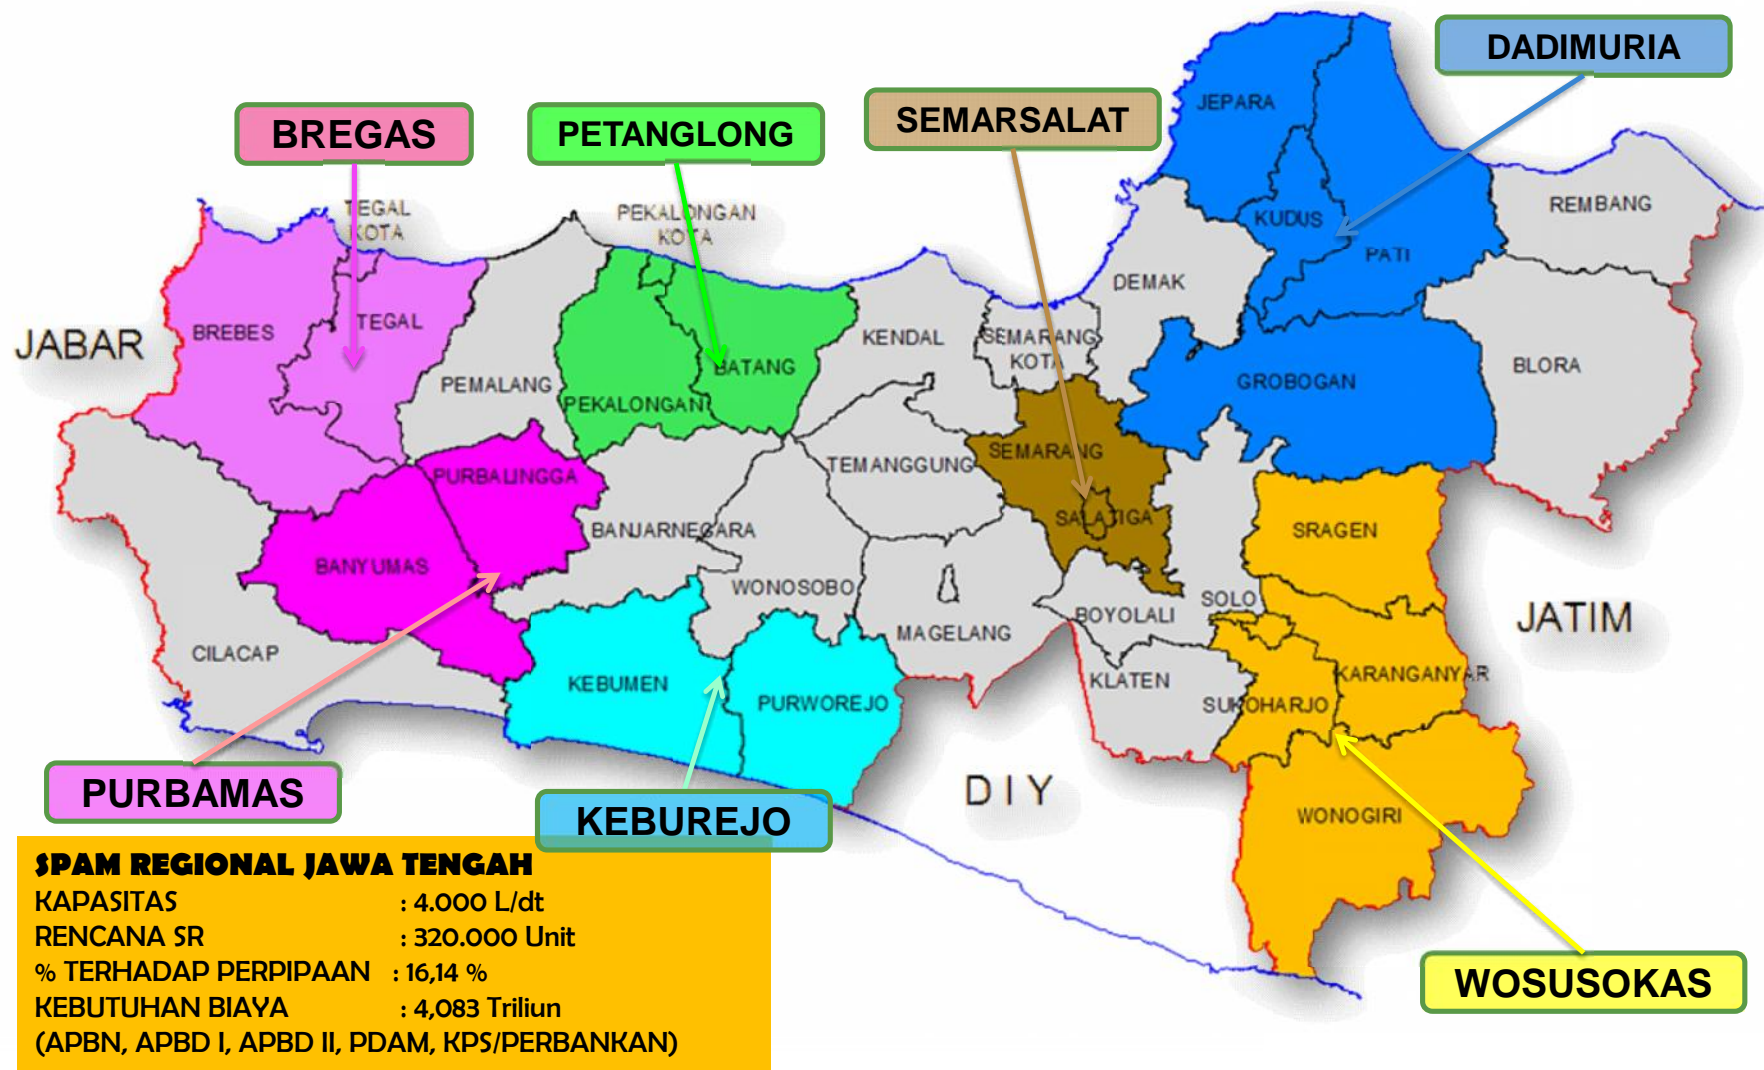 DADIMURIA
BREGAS
PETANGLONG
SEMARSALAT
JEPARA
TEGAL
KOTA
PEKALONGAN
KOTA
KUDUS
REMBANG
PATI
DEMAK
BREBES
TEGAL
JABAR
KENDAL
SEMARANG
KOTA
BATANG
PEMALANG
PEKALONGAN
GROBOGAN
BLORA
PURBALINGGA
TEMANGGUNG
SEMARANG
SALATIGA
SRAGEN
BANJARNEGARA
BANYUMAS
WONOSOBO
SOLO
BOYOLALI
JATIM
MAGELANG
CILACAP
KEBUMEN
PURWOREJO
KLATEN
SUKOHARJO
KARANGANYAR
DIY
PURBAMAS
KEBUREJO
WONOGIRI
WOSUSOKAS
SPAM REGIONAL JAWA TENGAH
KAPASITAS : 4.000 L/dt
RENCANA SR : 320.000 Unit
% TERHADAP PERPIPAAN : 16,14 %
KEBUTUHAN BIAYA : 4,083 Triliun
(APBN, APBD I, APBD II, PDAM, KPS/PERBANKAN)